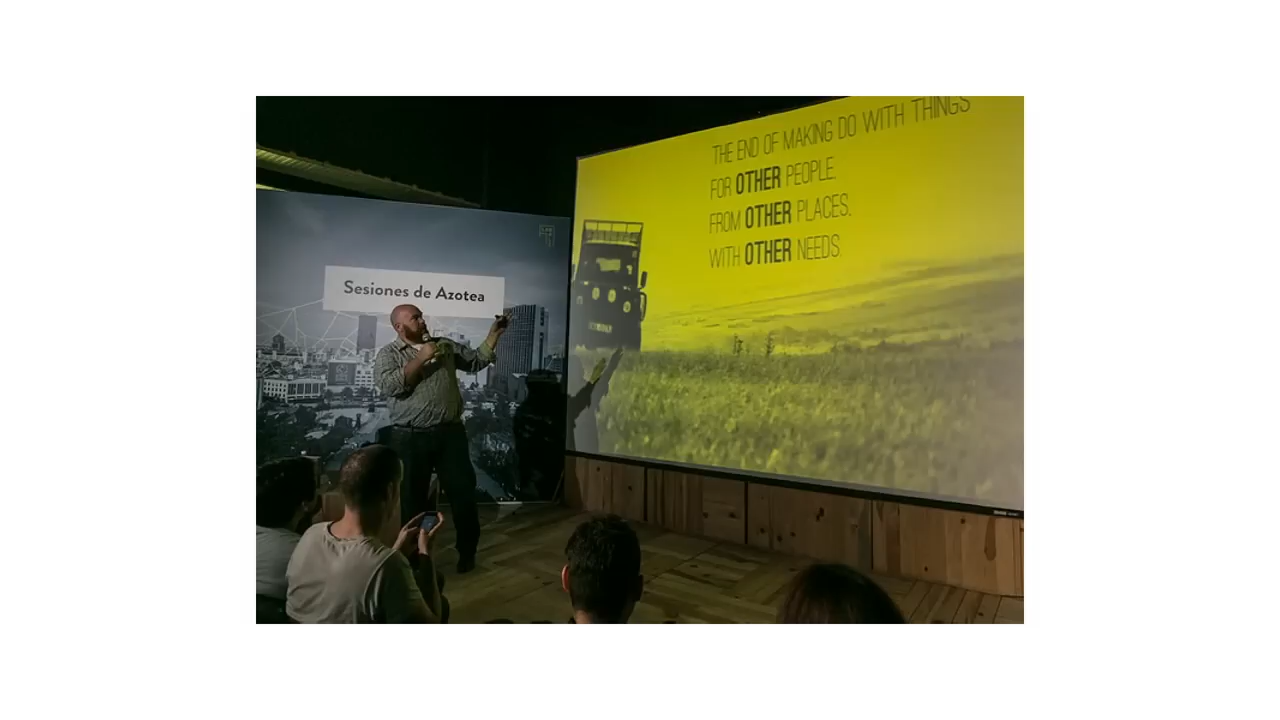 Sesiones de Azotea
THE END OF MAKING DO WITH THINGS
FOR OTHER PEOPLE,
FROM OTHER PLACES,
WITH OTHER NEEDS.